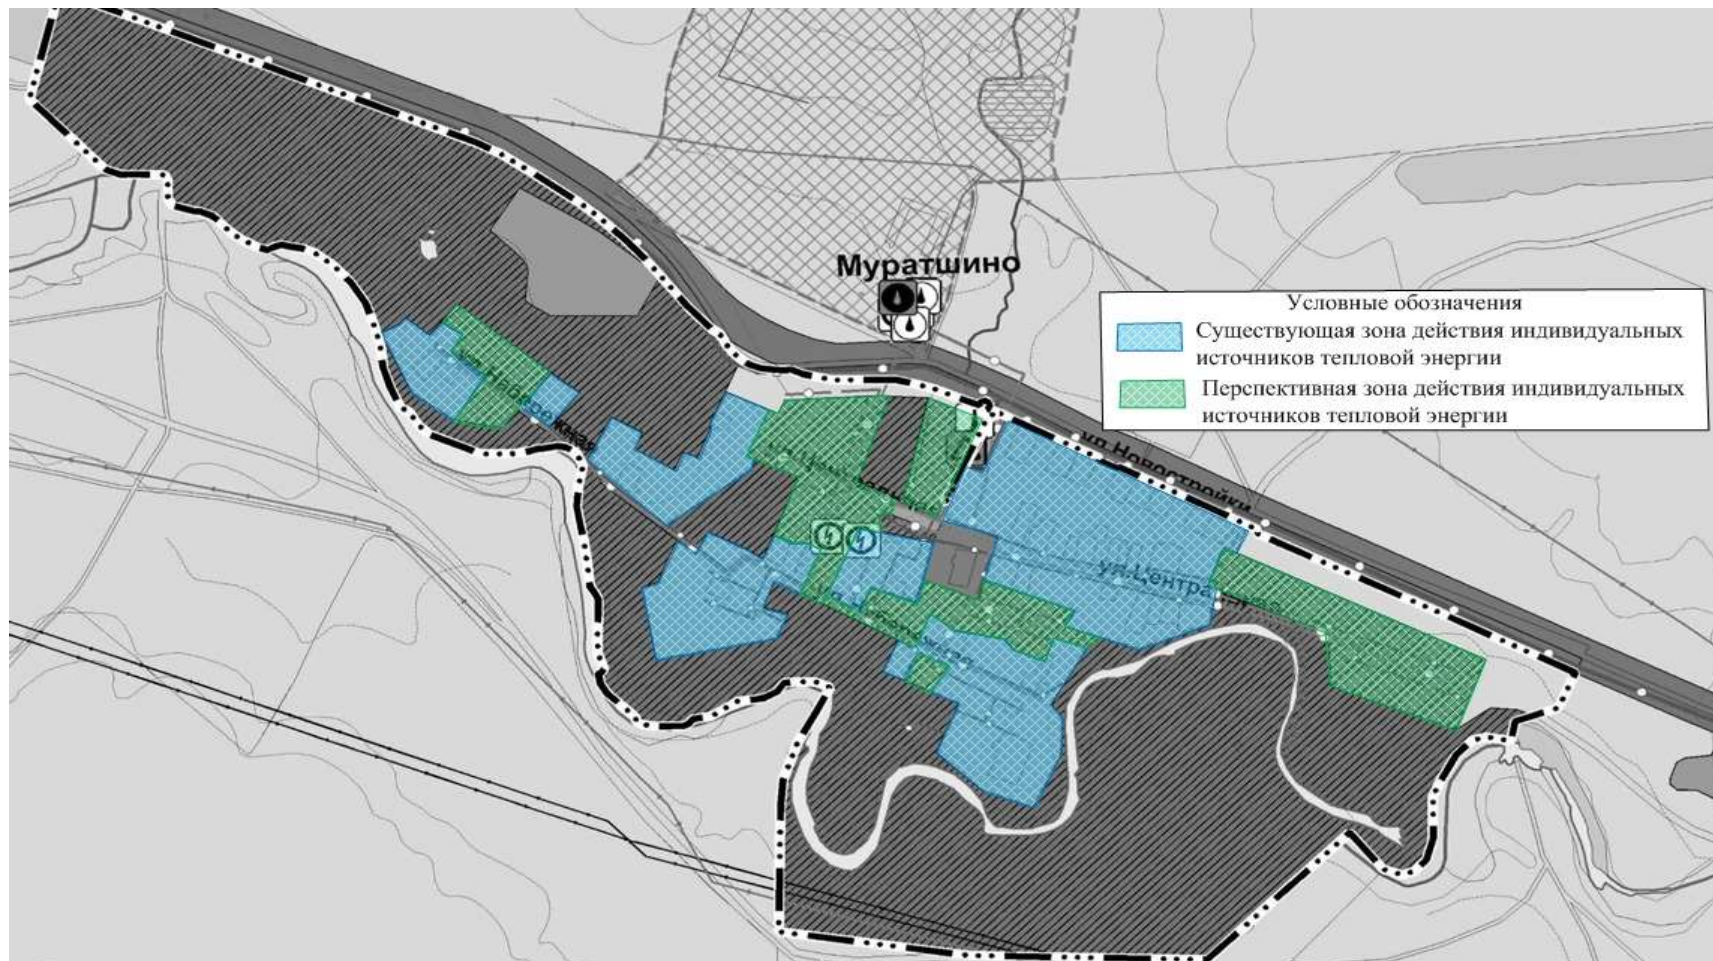 Муратшино
Условные обозначения
Существующая зона действия индивидуальных
источников тепловой энергии
Перспективная зона действия индивидуальных
источников тепловой энергии
ул.Новостройки
ул.Центральная